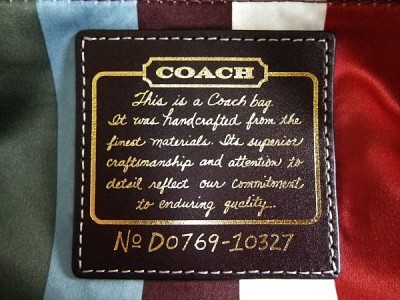 COACH
This is a Coach bag.
It was handcrafted from the
finest materials. Its superior
craftsmanship and attention to
detail reflect our commitment
to enduring quality.
No D0769-10327